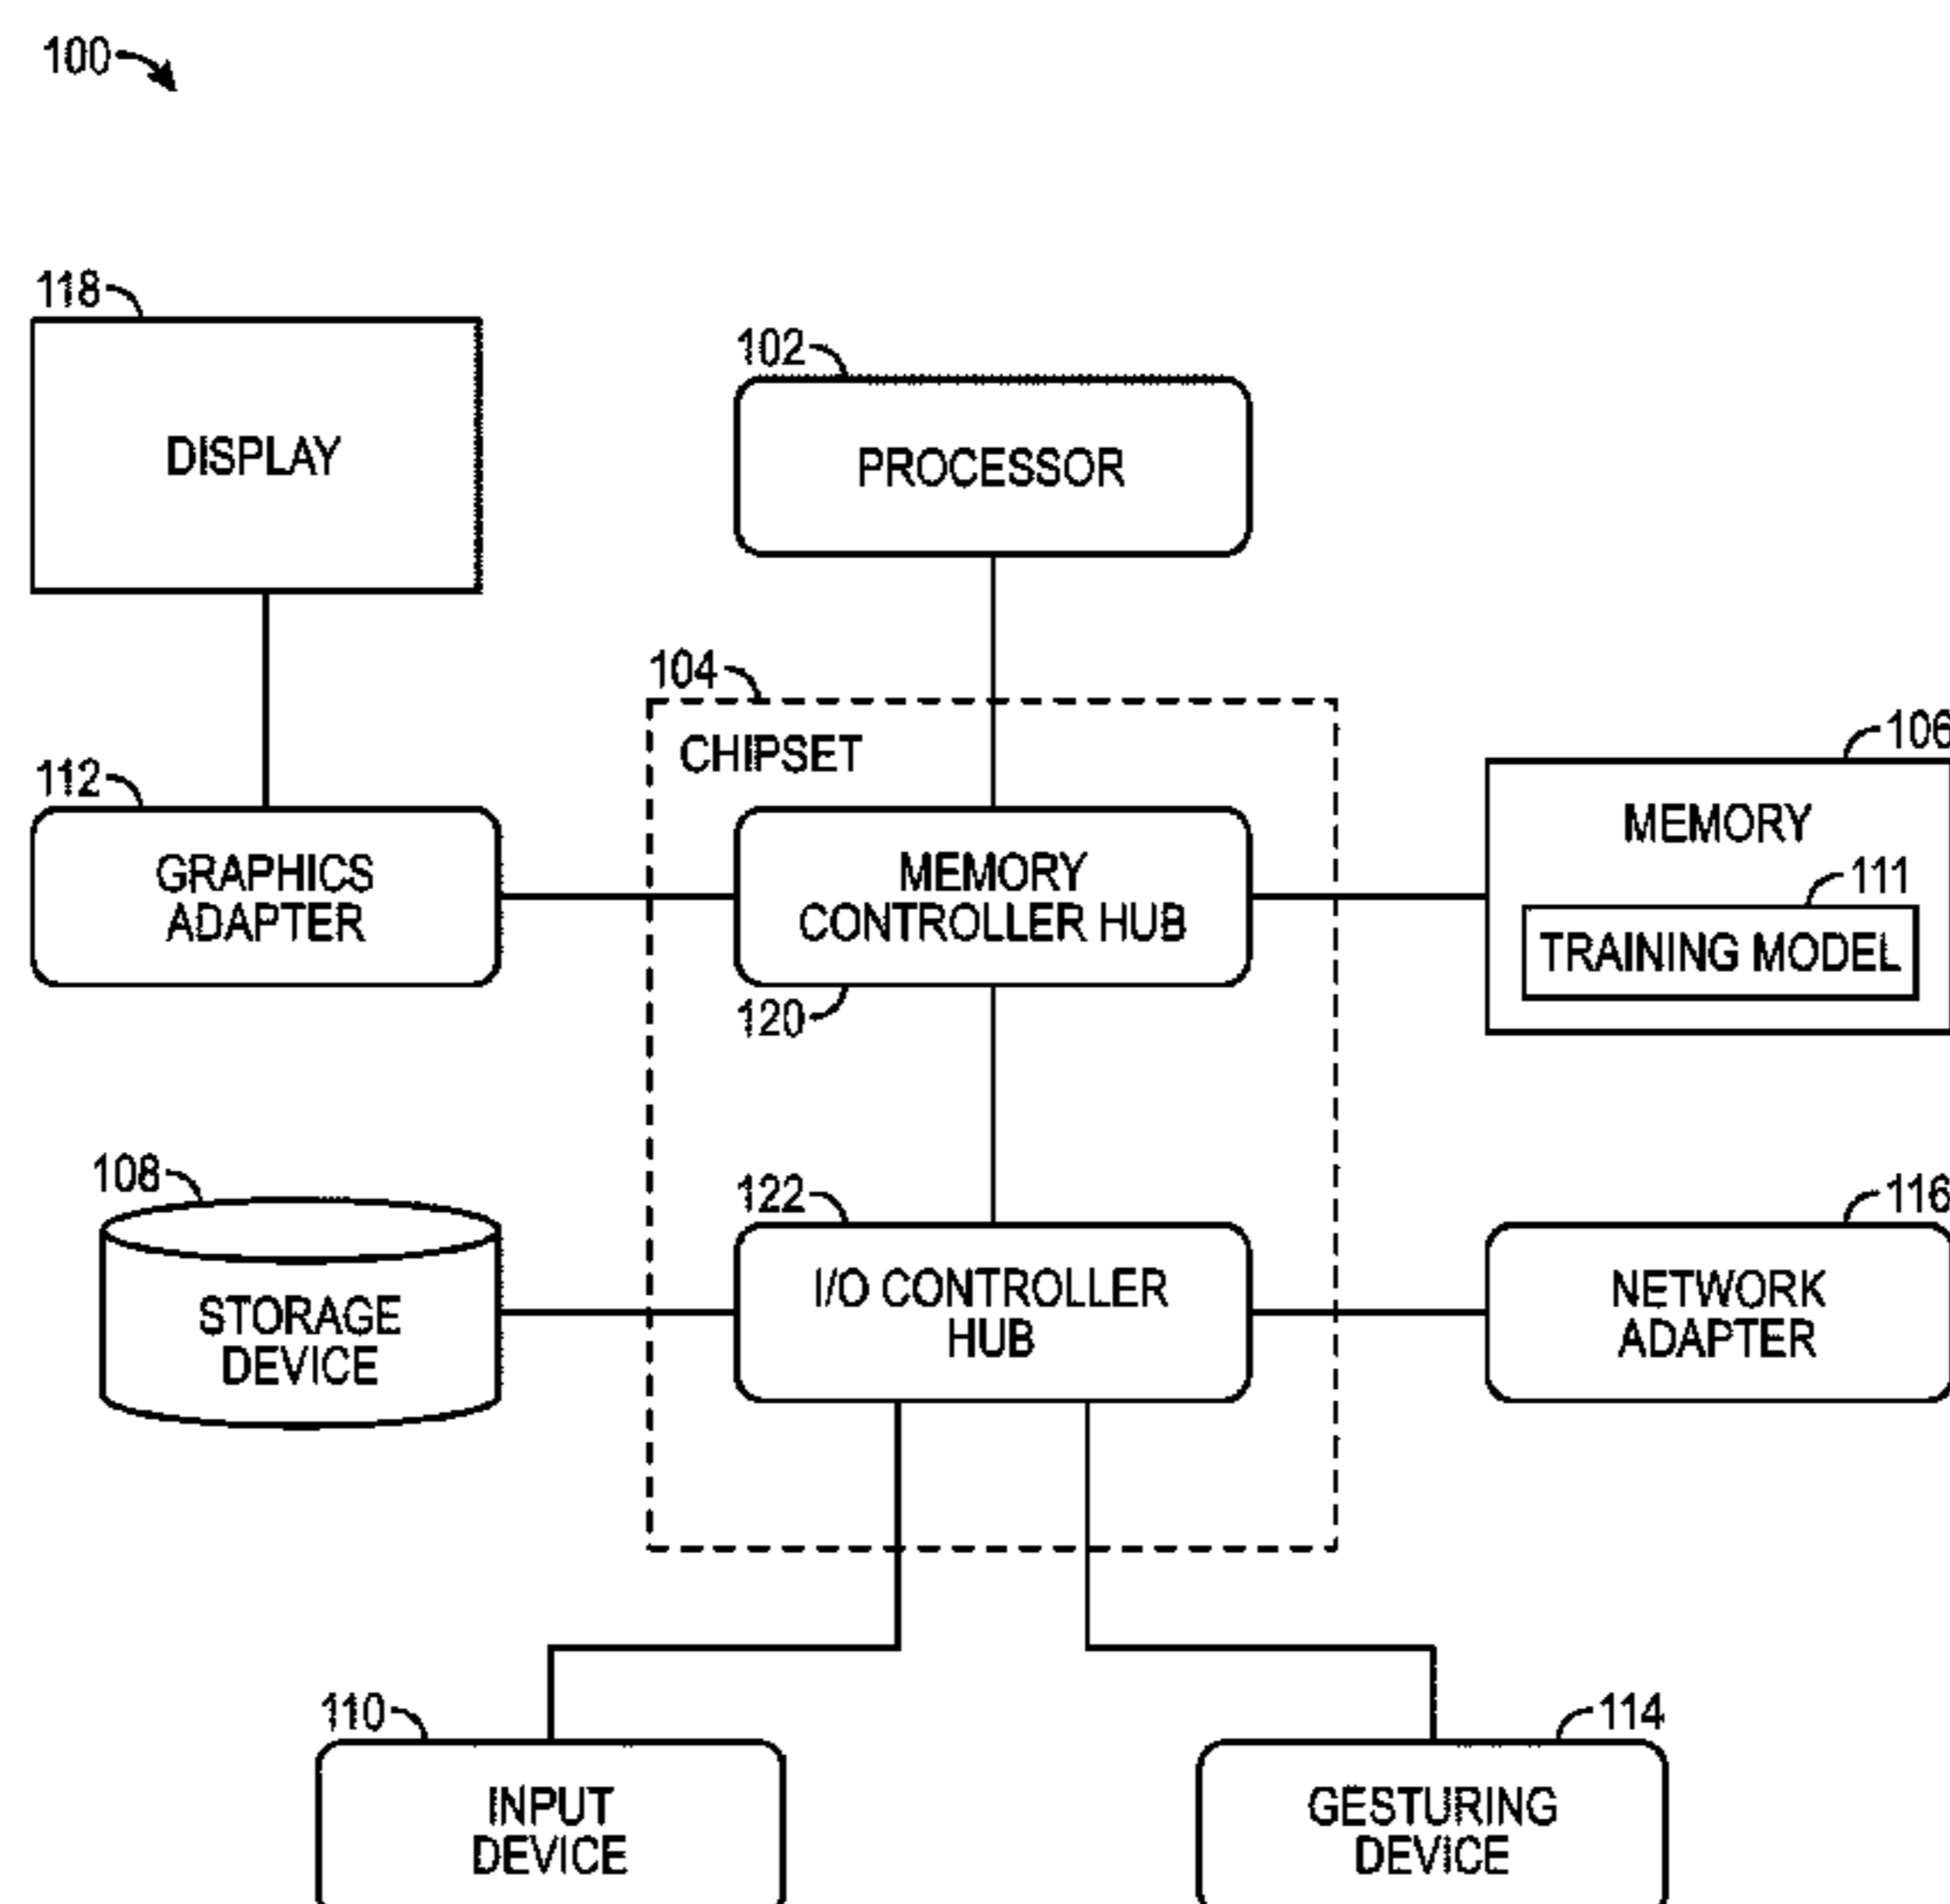 100
118
DISPLAY
102
PROCESSOR
104
CHIPSET
112
GRAPHICS
ADAPTER
MEMORY
CONTROLLER HUB
120
106
MEMORY
111
TRAINING MODEL
108
STORAGE
DEVICE
122
I/O CONTROLLER
HUB
116
NETWORK
ADAPTER
110
INPUT
DEVICE
114
GESTURING
DEVICE